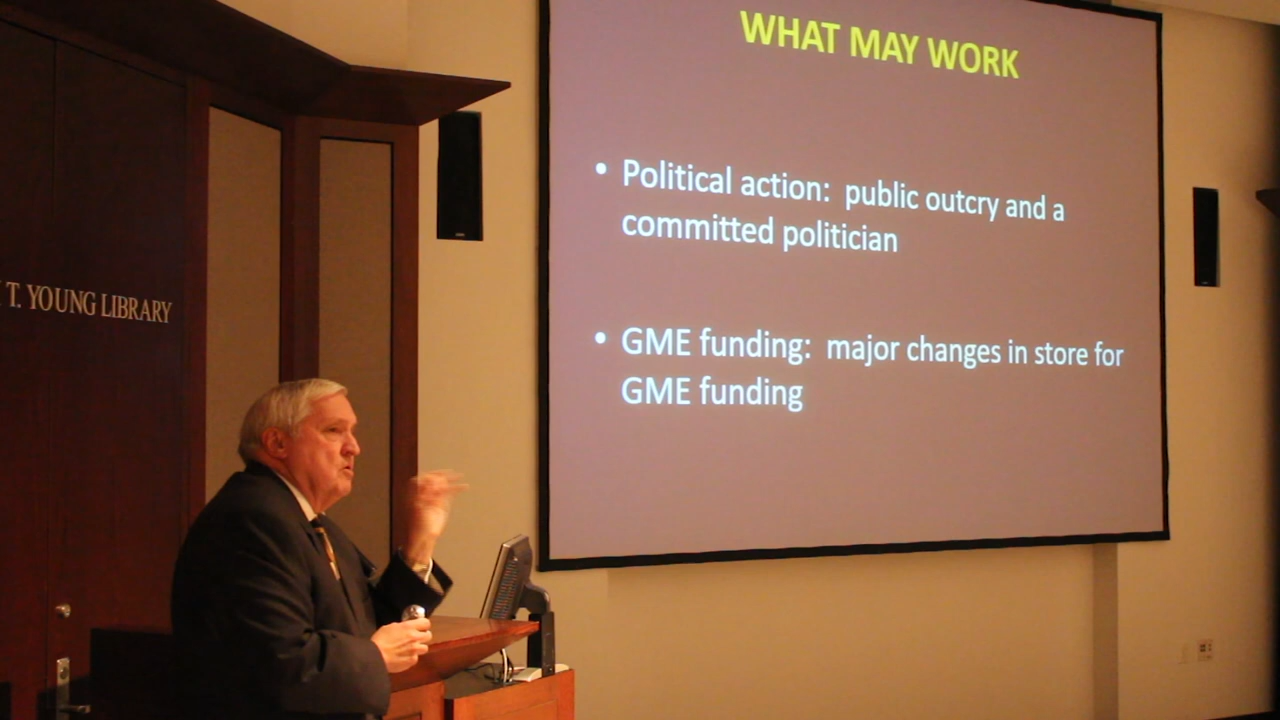 WHAT MAY WORK
• Political action:  public outcry and a
committed politician
• GME funding:  major changes in store for
GME funding
T. YOUNG LIBRARY